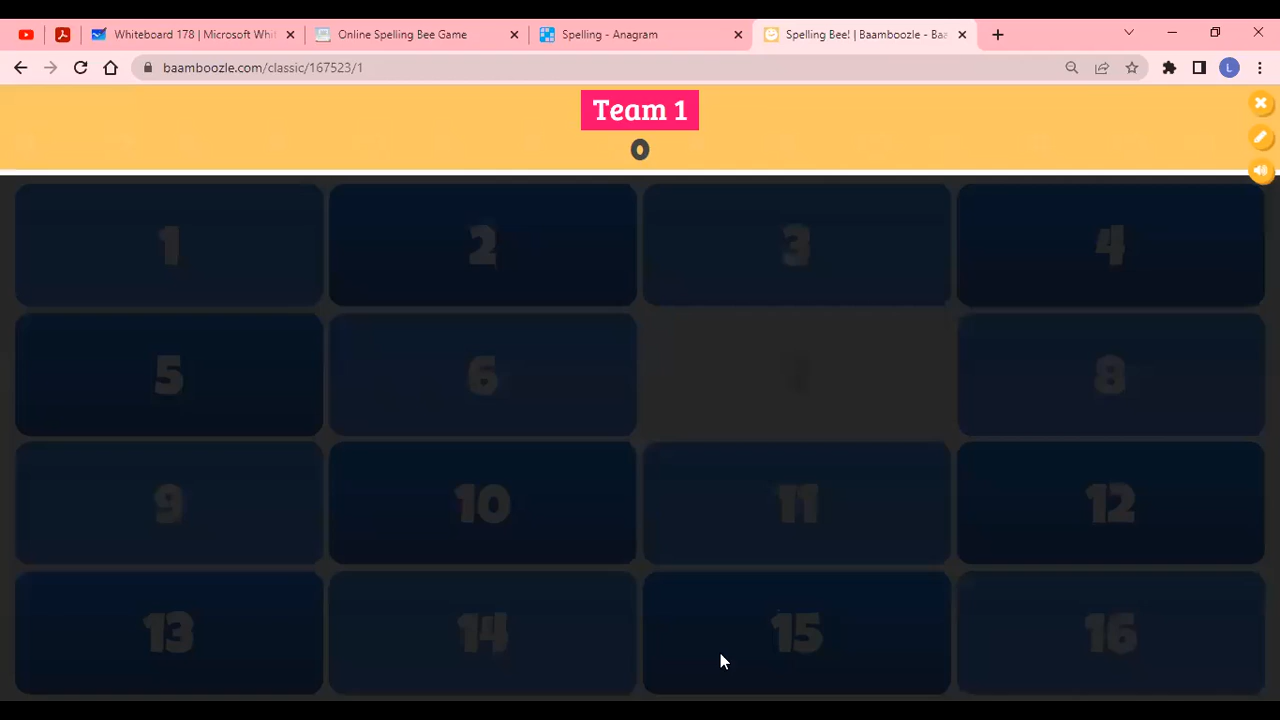 Whiteboard 178 | Microsoft Whi
Online Spelling Bee Game
Spelling - Anagram
Spelling Bee! | Baamboozle - Baa
baamboozle.com/classic/167523/1
L
Team 1
0
1
2
3
4
5
6
8
9
10
11
12
13
14
15
16